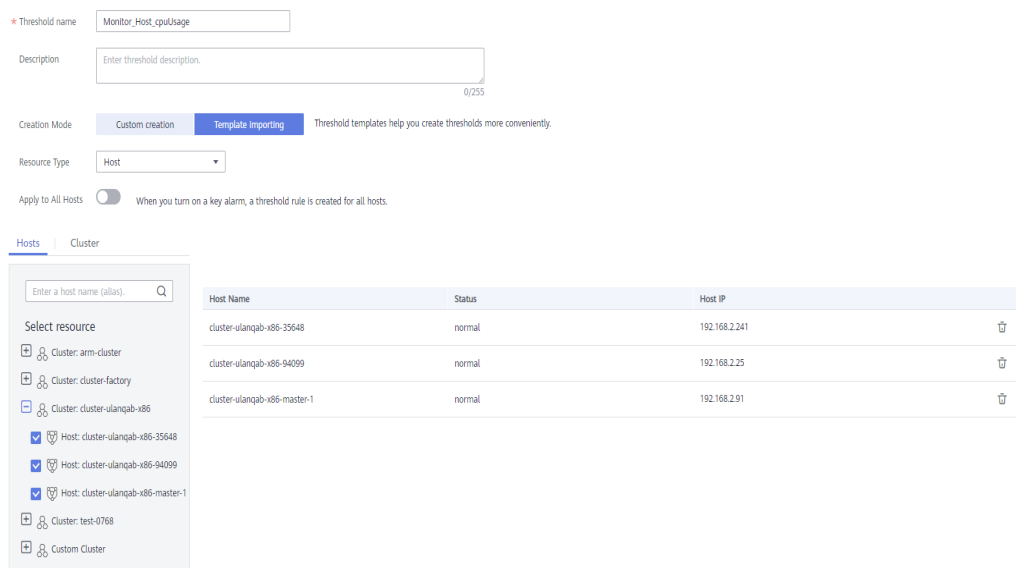 * Threshold name
Monitor_Host_cpuUsage
Description
Enter threshold description.
0/255
Creation Mode
Custom creation
Template Importing
Threshold templates help you create thresholds more conveniently.
Resource Type
Host
Apply to All Hosts
When you turn on a key alarm, a threshold rule is created for all hosts.
Hosts
Cluster
Enter a host name (alias).
Select resource
Cluster: arm-cluster
Cluster: cluster-factory
Cluster: cluster-ulanqab-x86
Host: cluster-ulanqab-x86-35648
Host: cluster-ulanqab-x86-94099
Host: cluster-ulanqab-x86-master-1
Cluster: test-0768
Custom Cluster
Host Name Status Host IP
cluster-ulanqab-x86-35648 normal 192.168.2.241
cluster-ulanqab-x86-94099 normal 192.168.2.25
cluster-ulanqab-x86-master-1 normal 192.168.2.91